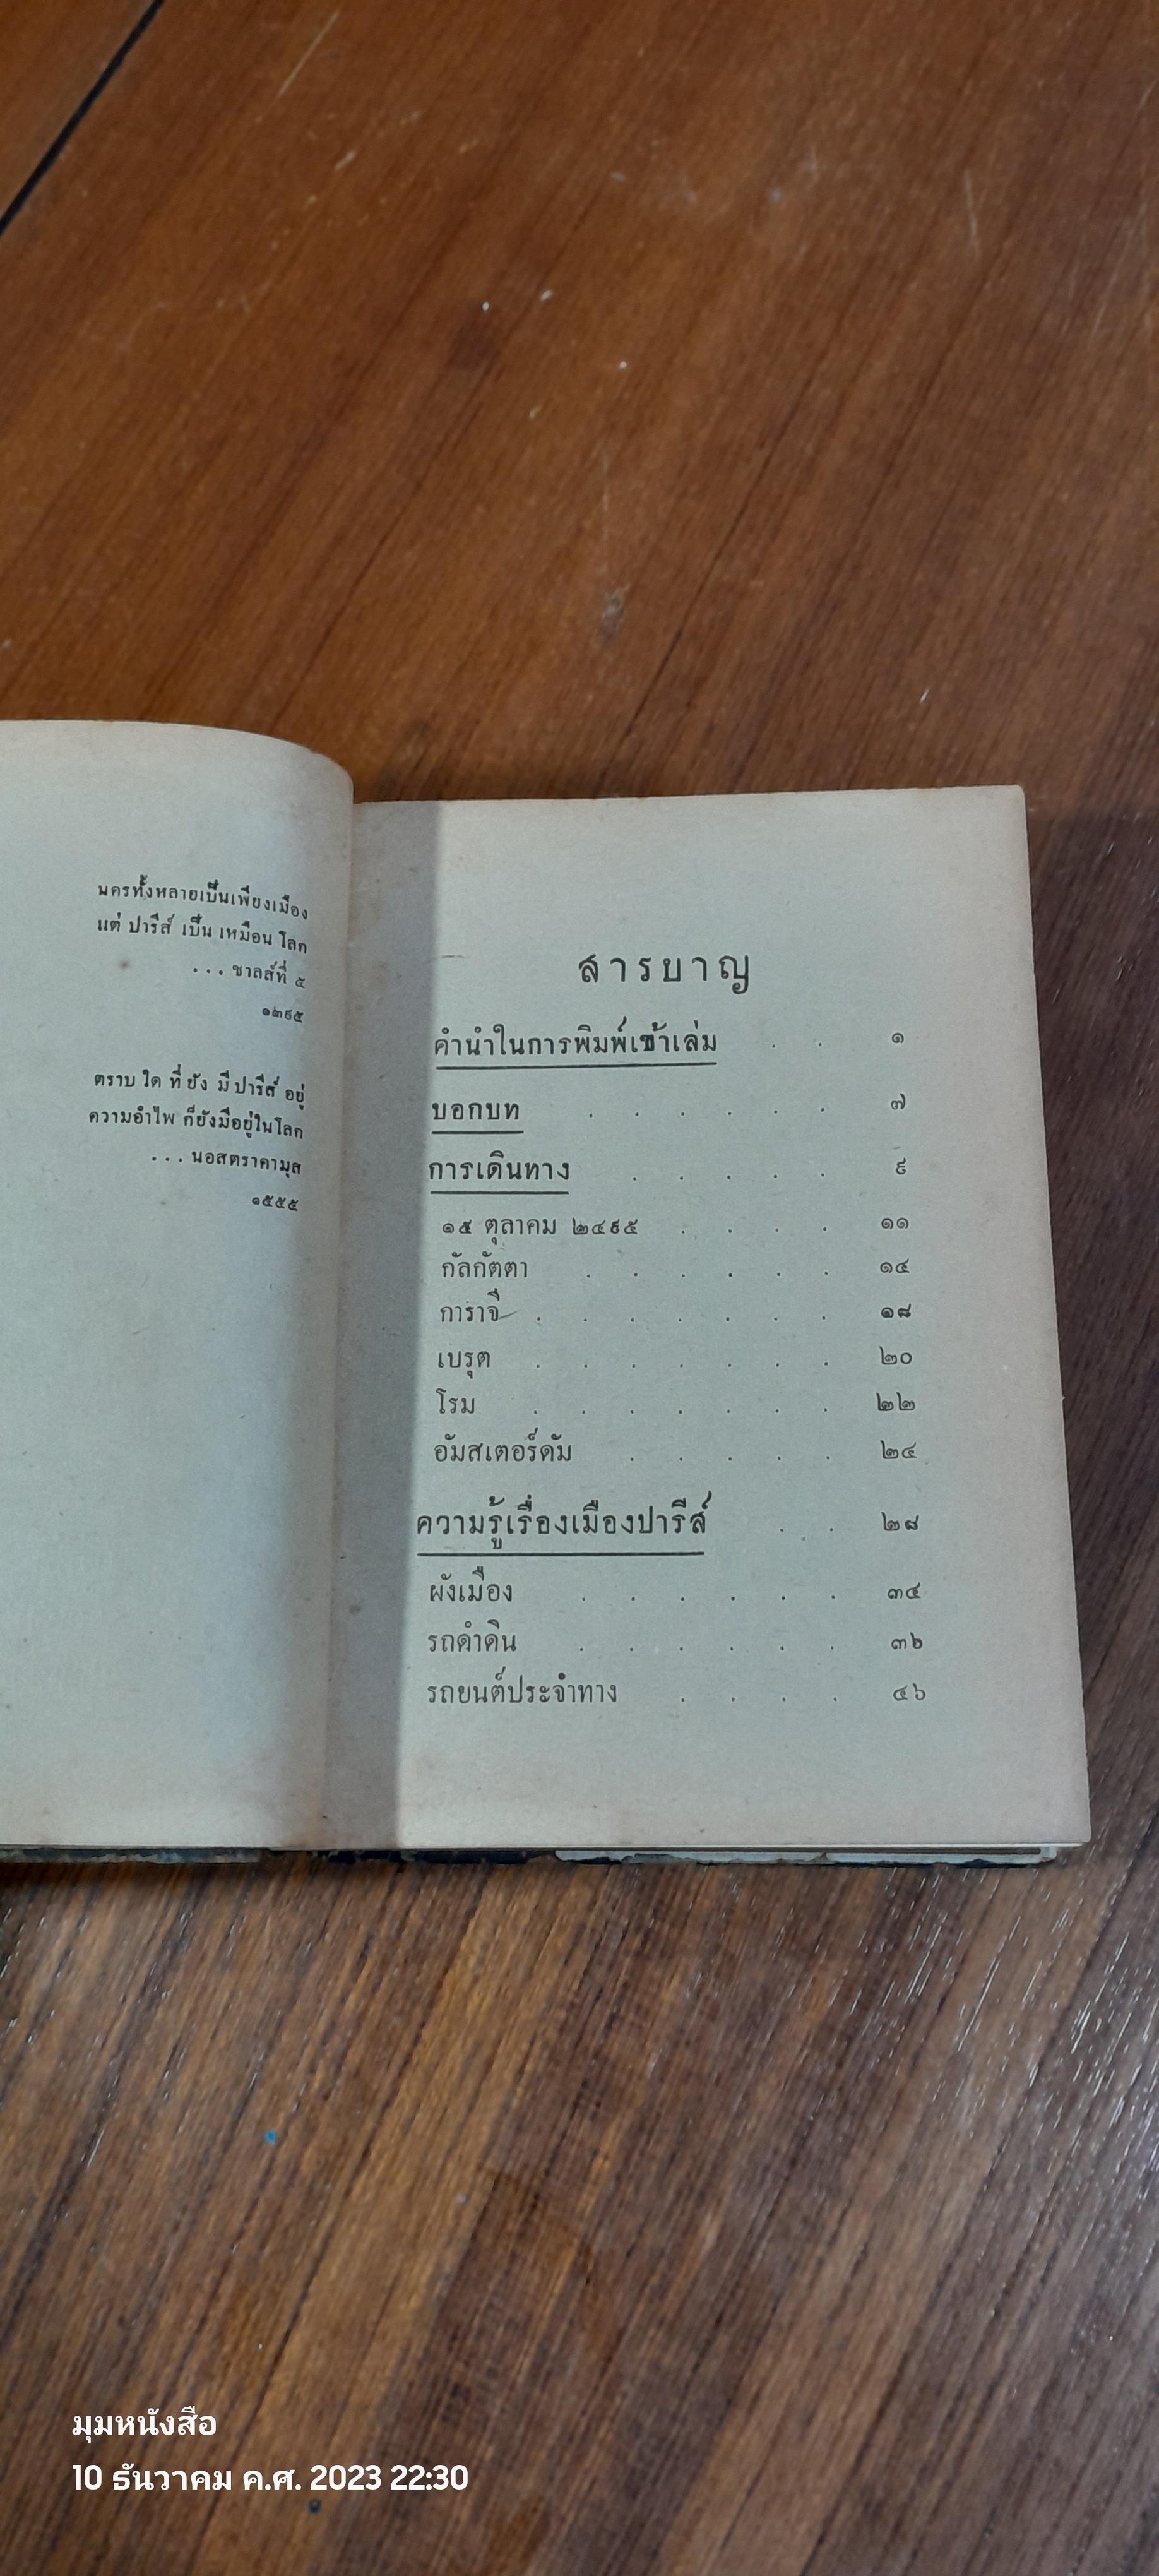 นครทั้งหลายเป็นเพียงเมือง
แต่ ปารีส์ เป็น เหมือน โลก
... ชาลส์ที่ ๕
๑๒๙๕
ตราบ ใด ที่ ยัง มี ปารีส์ อยู่
ความอำไพ ก็ยังมีอยู่ในโลก
... นอสตราดามุส
๑๕๕๕
สารบาญ
คำนำในการพิมพ์เข้าเล่ม . . ๑
บอกบท . . . . . . ๗
การเดินทาง . . . . . ๙
๑๕ ตุลาคม ๒๔๙๕ . . . . ๑๑
กัลกัตตา . . . . . . ๑๔
การาจี . . . . . . . ๑๘
เบรุต . . . . . . . ๒๐
โรม . . . . . . . ๒๒
อัมสเตอร์ดัม . . . . . ๒๔
ความรู้เรื่องเมืองปารีส์ . . ๒๘
ผังเมือง . . . . . . ๓๔
รถดำดิน . . . . . . ๓๖
รถยนต์ประจำทาง . . . . ๔๖
มุมหนังสือ
10 ธันวาคม ค.ศ. 2023 22:30